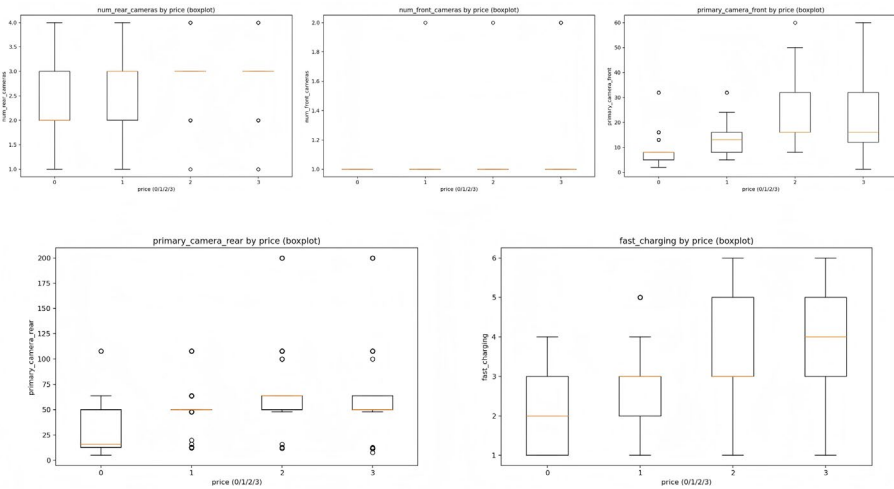 num_rear_cameras by price (boxplot)
num_rear_cameras
4.0
3.5
3.0
2.5
2.0
1.5
1.0
0 1 2 3
price (0/1/2/3)
num_front_cameras by price (boxplot)
num_front_cameras
2.0
1.8
1.6
1.4
1.2
1.0
0 1 2 3
price (0/1/2/3)
primary_camera_front by price (boxplot)
primary_camera_front
60
50
40
30
20
10
0
0 1 2 3
price (0/1/2/3)
primary_camera_rear by price (boxplot)
primary_camera_rear
200
175
150
125
100
75
50
25
0
0 1 2 3
price (0/1/2/3)
fast_charging by price (boxplot)
fast_charging
6
5
4
3
2
1
0 1 2 3
price (0/1/2/3)